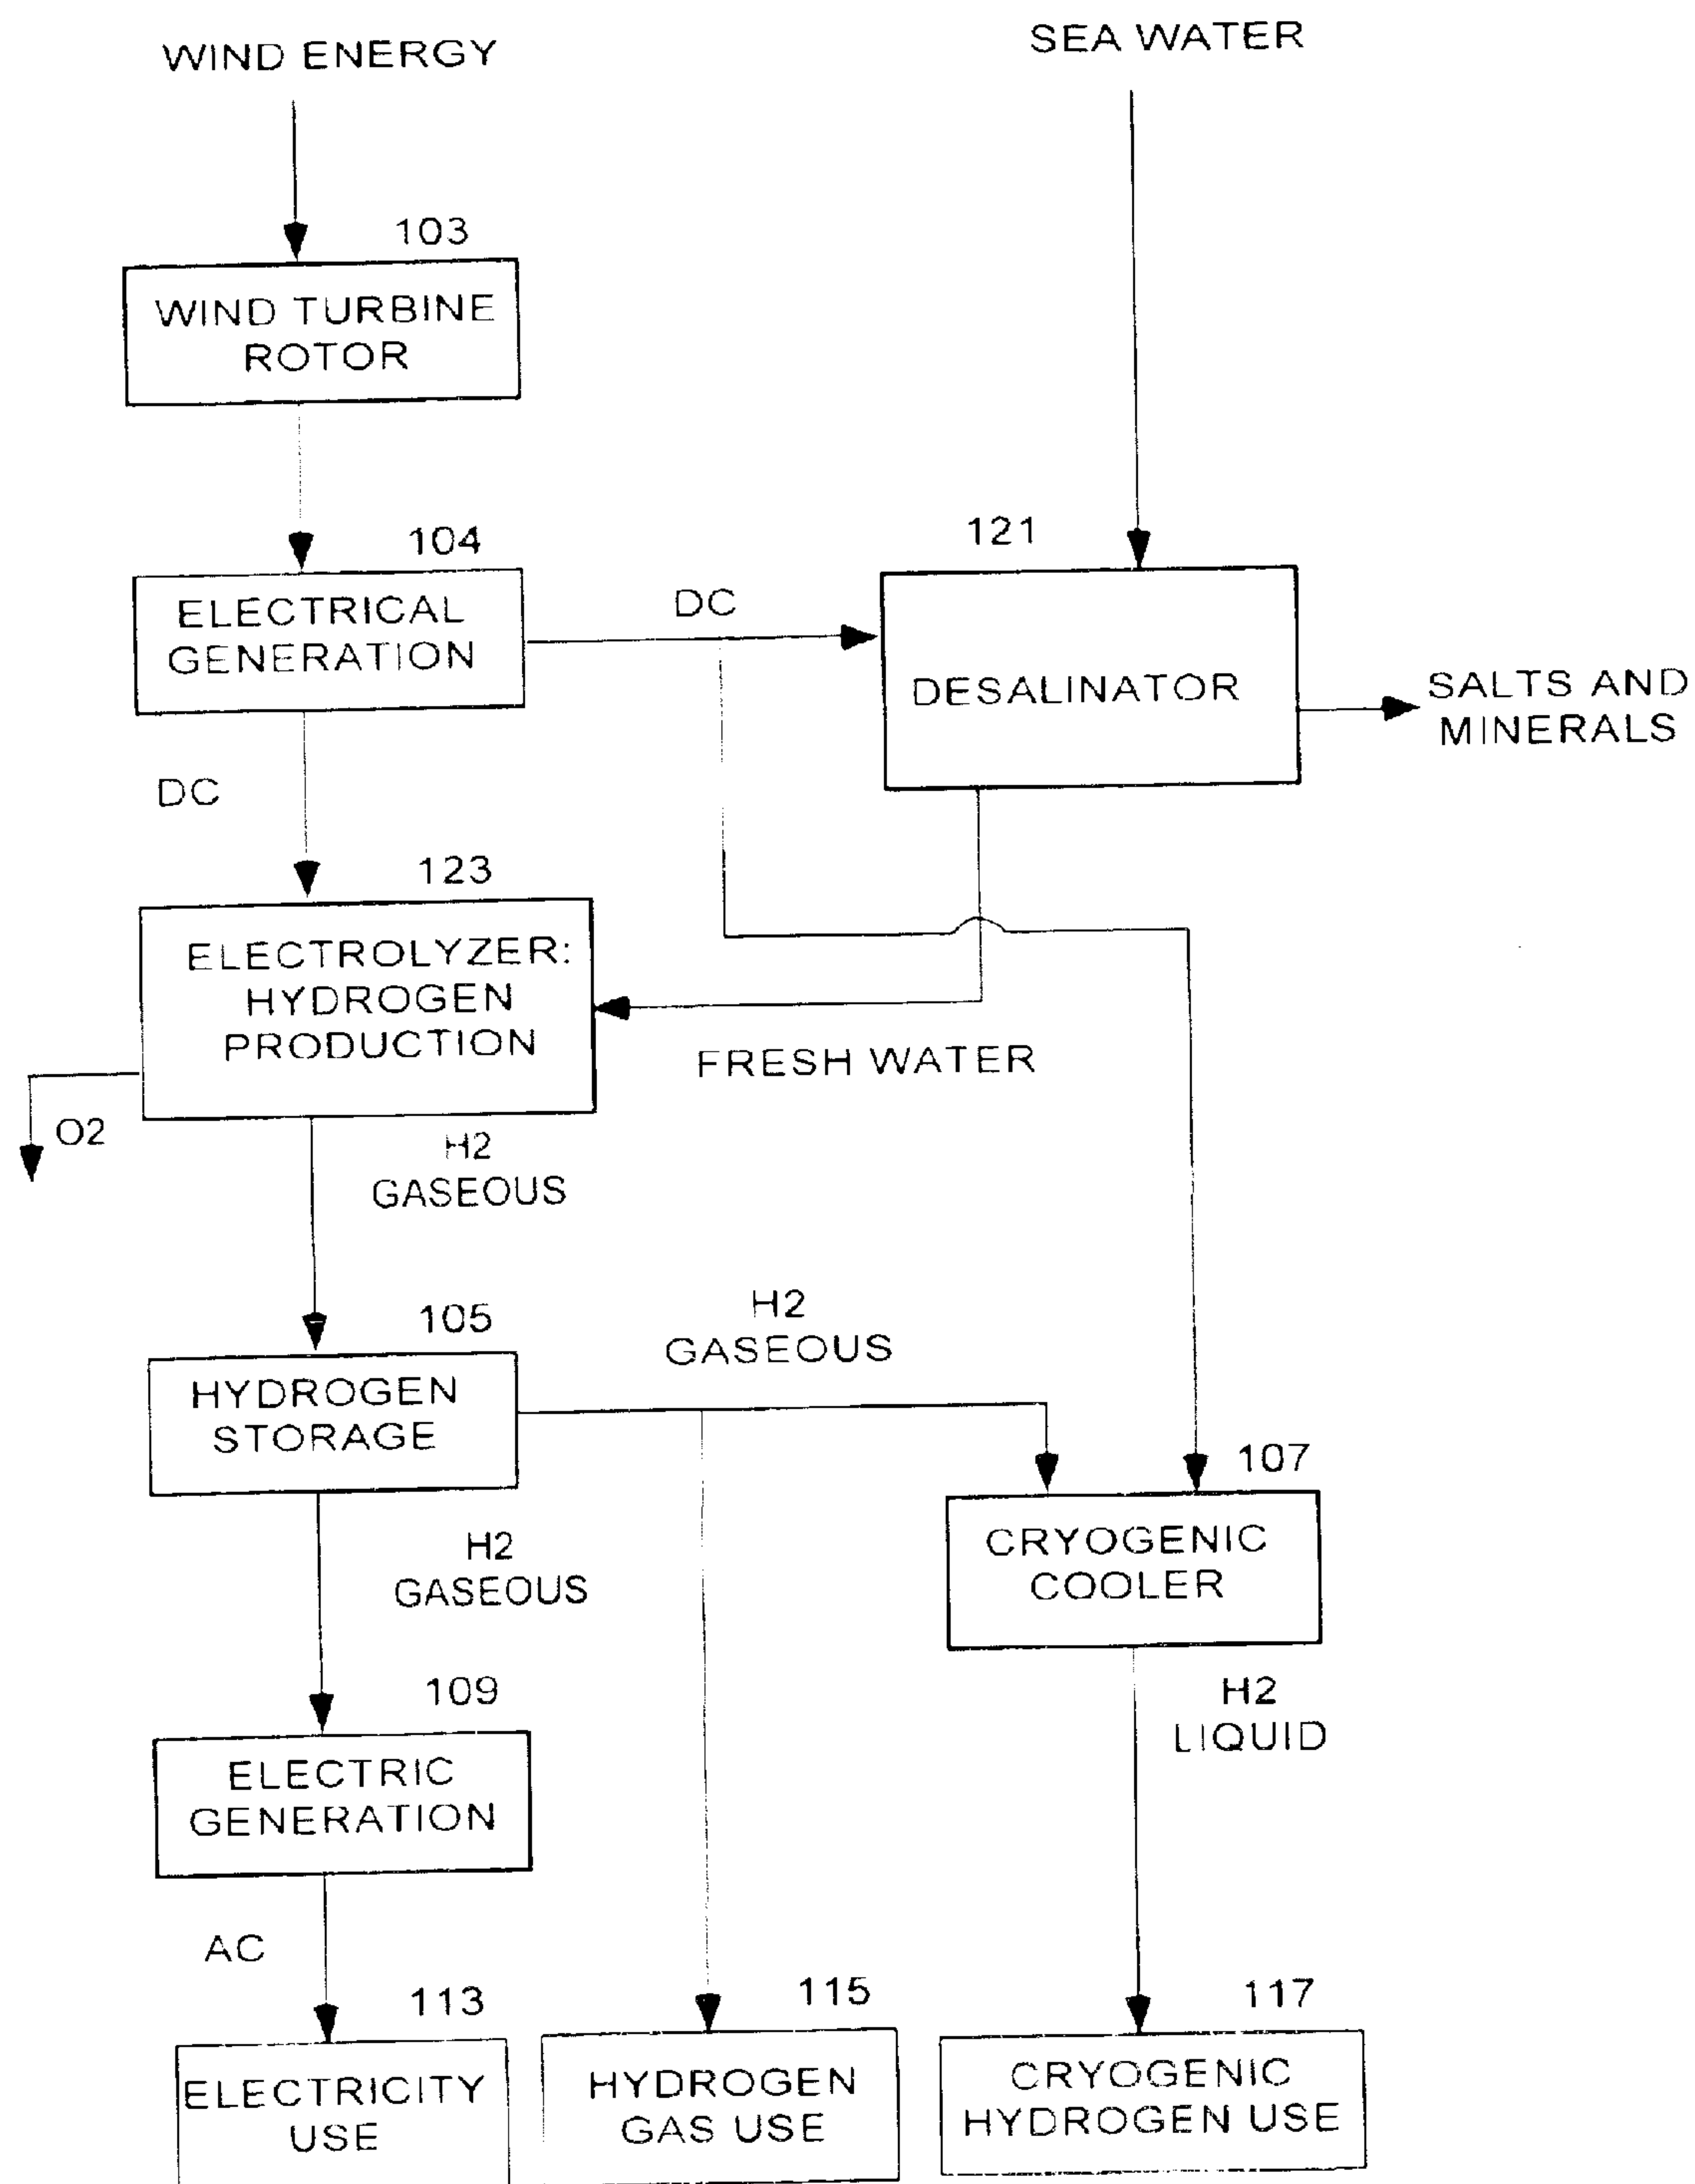 WIND ENERGY
SEA WATER
103
WIND TURBINE
ROTOR
104
ELECTRICAL
GENERATION
DC
121
DESALINATOR
SALTS AND
MINERALS
DC
123
ELECTROLYZER:
HYDROGEN
PRODUCTION
FRESH WATER
O2
H2
GASEOUS
105
HYDROGEN
STORAGE
H2
GASEOUS
107
CRYOGENIC
COOLER
H2
GASEOUS
H2
LIQUID
109
ELECTRIC
GENERATION
AC
113
ELECTRICITY
USE
115
HYDROGEN
GAS USE
117
CRYOGENIC
HYDROGEN USE